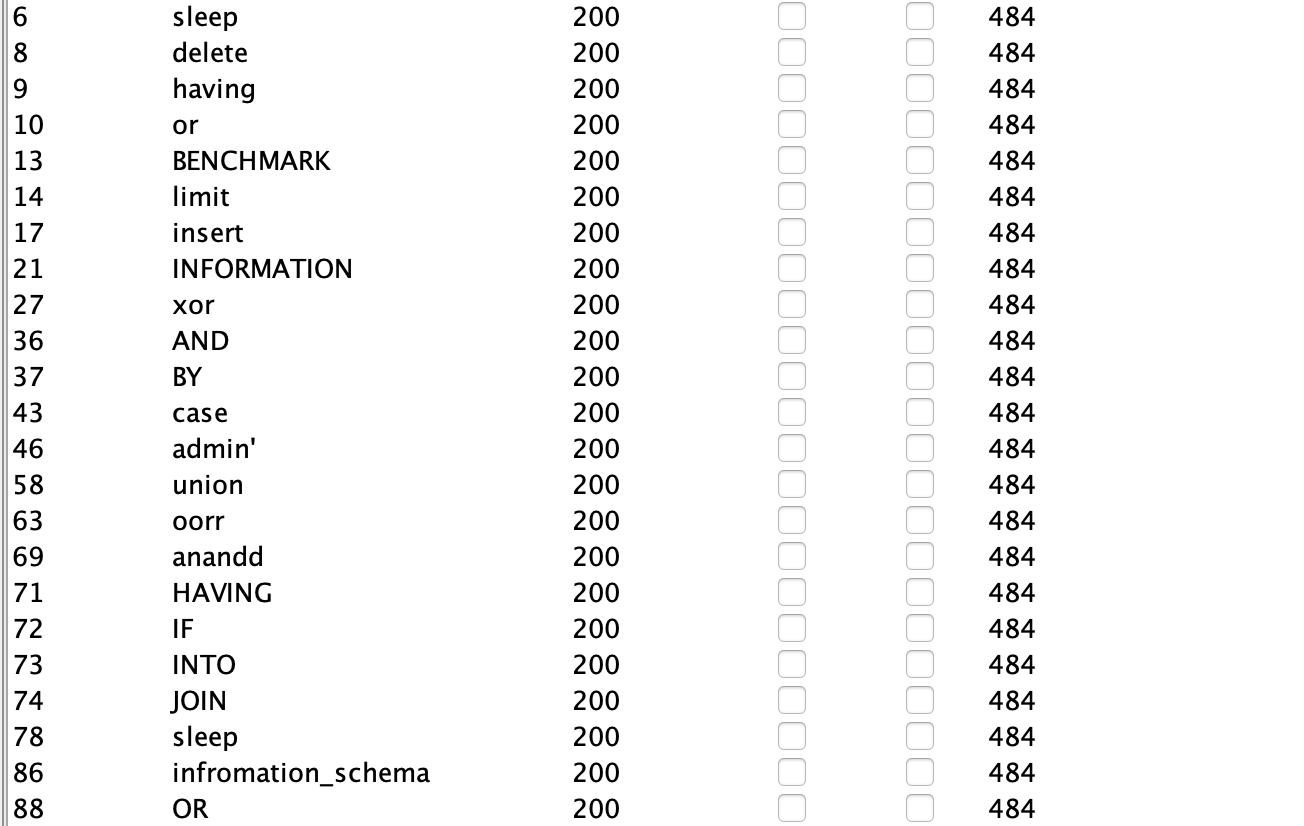 6 sleep 200 484
8 delete 200 484
9 having 200 484
10 or 200 484
13 BENCHMARK 200 484
14 limit 200 484
17 insert 200 484
21 INFORMATION 200 484
27 xor 200 484
36 AND 200 484
37 BY 200 484
43 case 200 484
46 admin' 200 484
58 union 200 484
63 oorr 200 484
69 anandd 200 484
71 HAVING 200 484
72 IF 200 484
73 INTO 200 484
74 JOIN 200 484
78 sleep 200 484
86 infromation_schema 200 484
88 OR 200 484